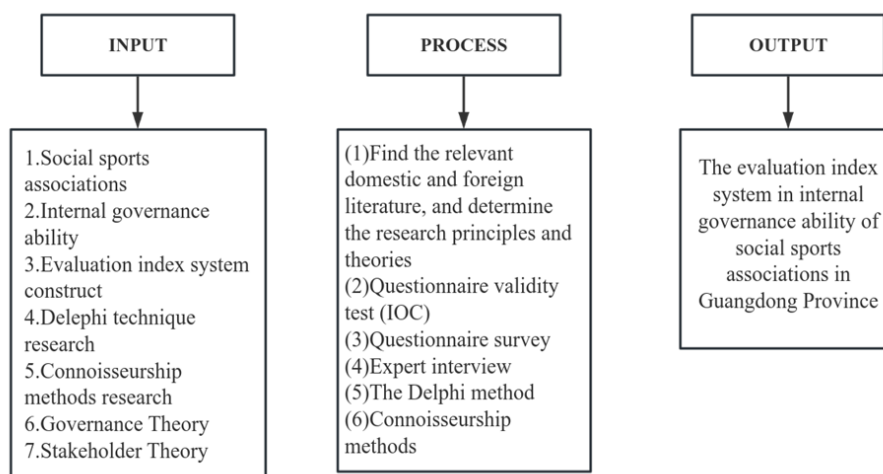 INPUT
1.Social sports
associations
2.Internal governance
ability
3.Evaluation index system
construct
4.Delephi technique
research
5.Connoisseurship
methods research
6.Governance Theory
7.Stakeholder Theory
PROCESS
(1)Find the relevant
domestic and foreign
literature, and determine
the research principles and
theories
(2)Questionnaire validity
test (IOC)
(3)Questionnaire survey
(4)Expert interview
(5)The Delphi method
(6)Connoisseurship
methods
OUTPUT
The evaluation index
system in internal
governance ability of
social sports
associations in
Guangdong Province